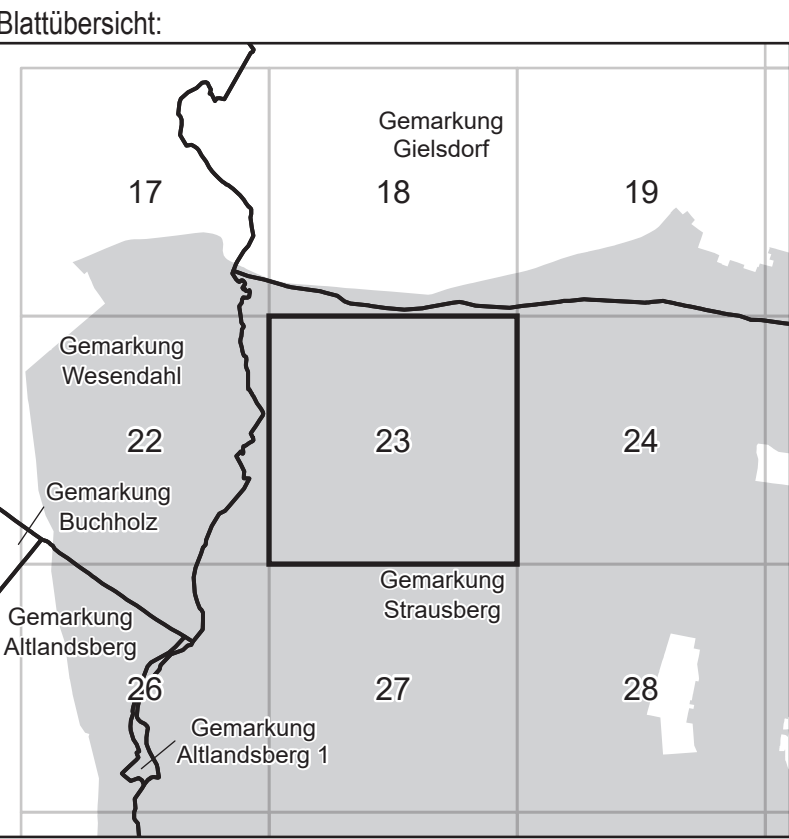 Blattübersicht:
Gemarkung
Gielsdorf
17
18
19
Gemarkung
Wesendahl
22
23
24
Gemarkung
Buchholz
Gemarkung
Strausberg
Gemarkung
Altlandsberg
26
27
28
Gemarkung
Altlandsberg 1